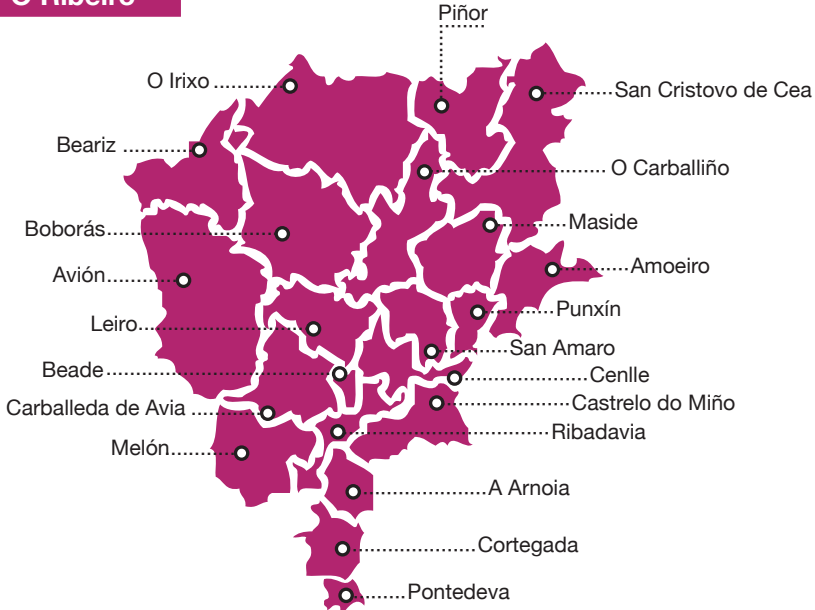 O Ribeiro
Piñor
O Irixo
San Cristovo de Cea
Beariz
O Carballiño
Boborás
Maside
Avión
Amoeiro
Leiro
Punxín
San Amaro
Beade
Cenlle
Carballeda de Avia
Castrelo do Miño
Ribadavia
Melón
A Arnoia
Cortegada
Pontedeva